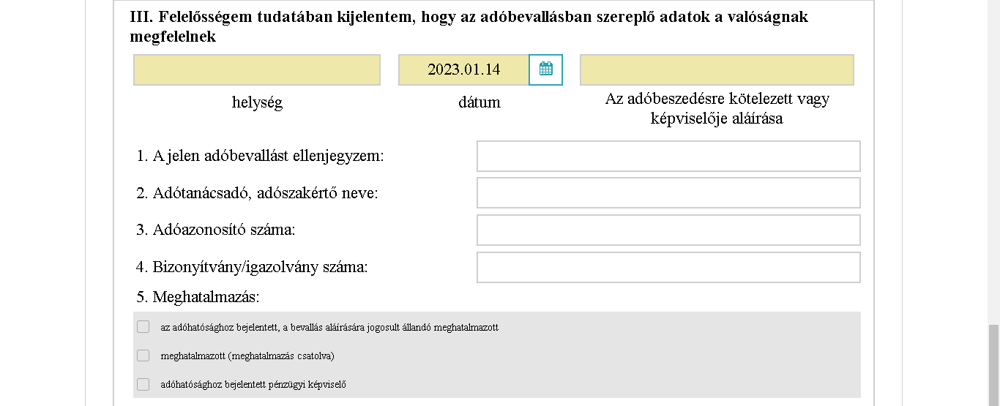 III. Felelősségem tudatában kijelentem, hogy az adóbevallásban szereplő adatok a valóságnak
megfelelnek
2023.01.14
helység
dátum
Az adóbeszedésre kötelezett vagy
képviselője aláírása
1. A jelen adóbevallást ellenjegyzem:
2. Adótanácsadó, adószakértő neve:
3. Adóazonosító száma:
4. Bizonyítvány/igazolvány száma:
5. Meghatalmazás:
az adóhatósághoz bejelentett, a bevallás aláírására jogosult állandó meghatalmazott
meghatalmazott (meghatalmazás csatolva)
adóhatósághoz bejelentett pénzügyi képviselő